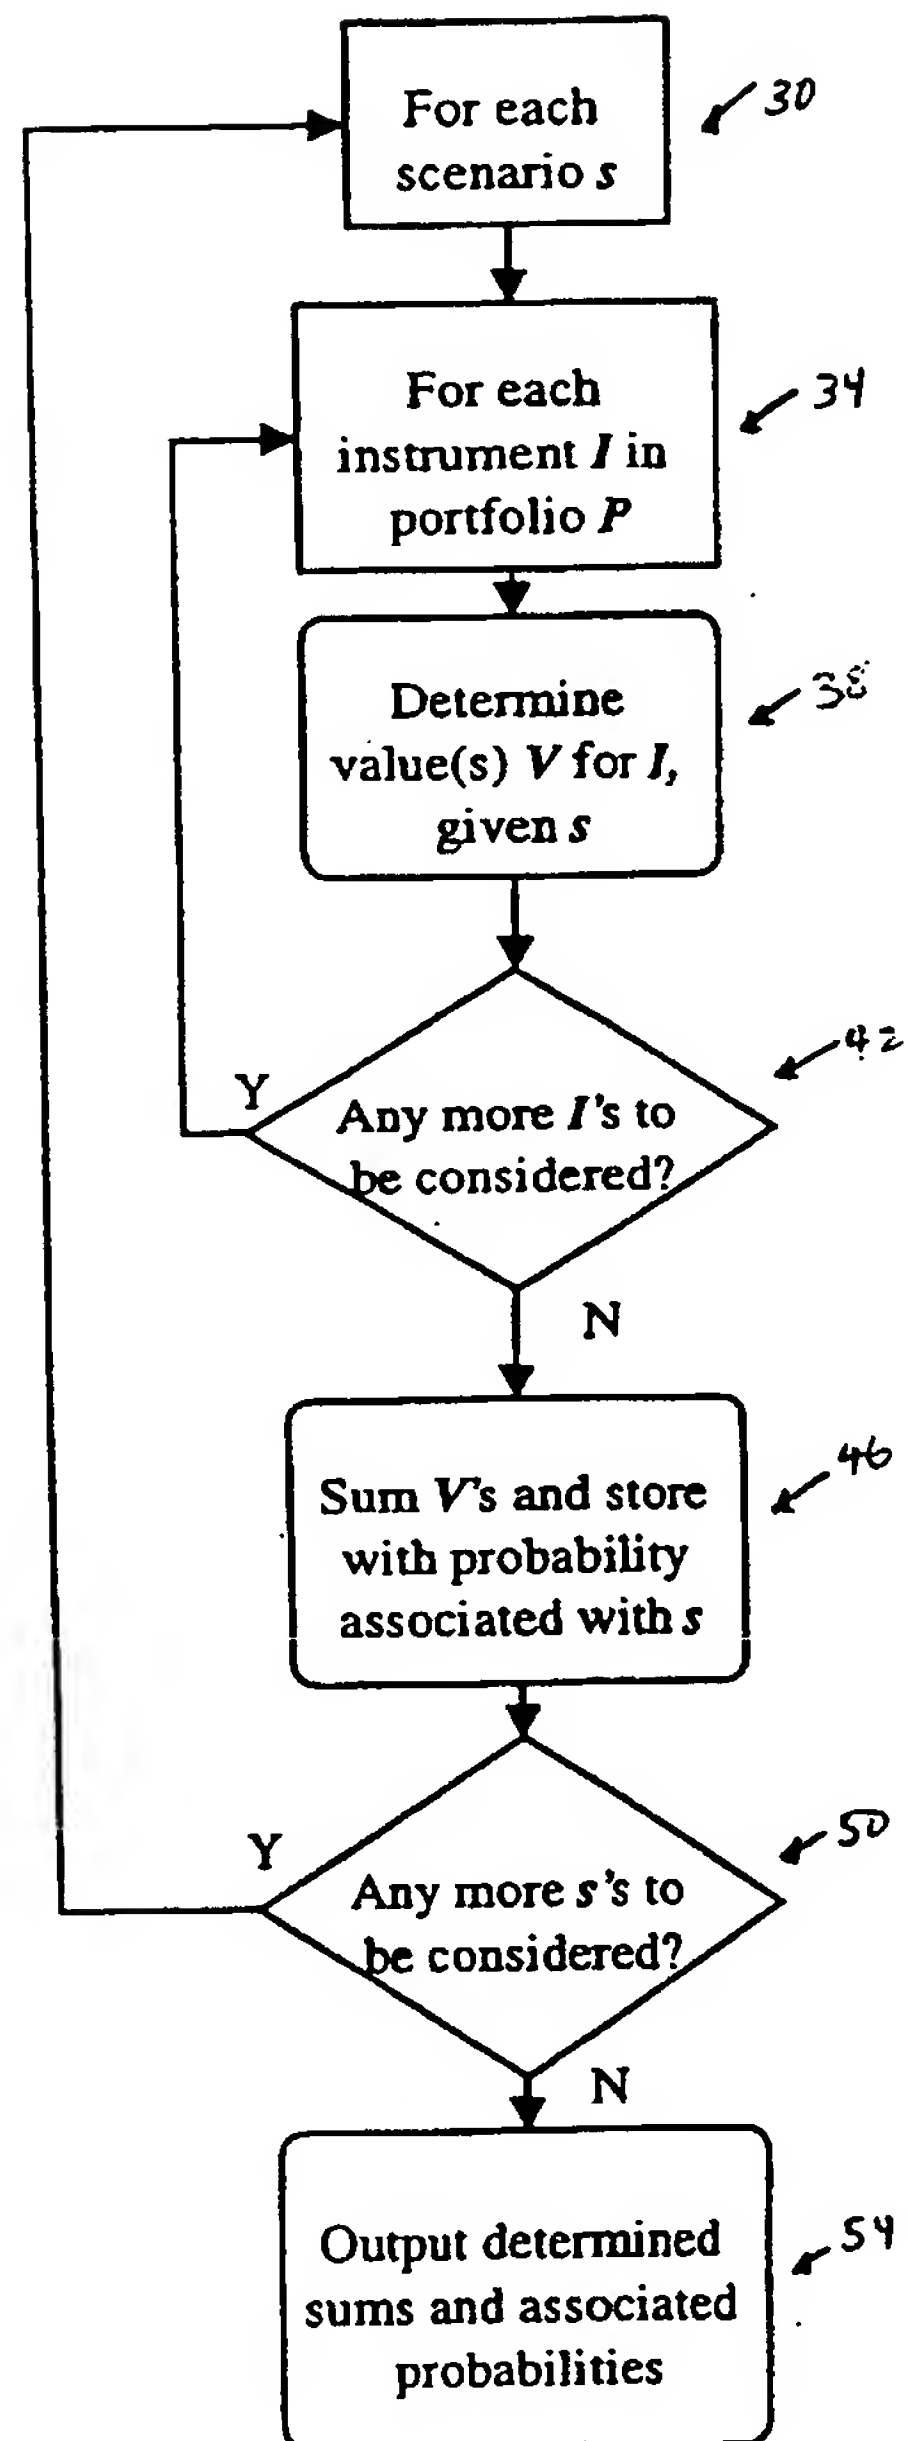 For each
scenario s
30
For each
instrument I in
portfolio P
34
Determine
value(s) V for I,
given s
38
Any more I's to
be considered?
42
Y
N
Sum V's and store
with probability
associated with s
46
Any more s's to
be considered?
50
Y
N
Output determined
sums and associated
probabilities
54